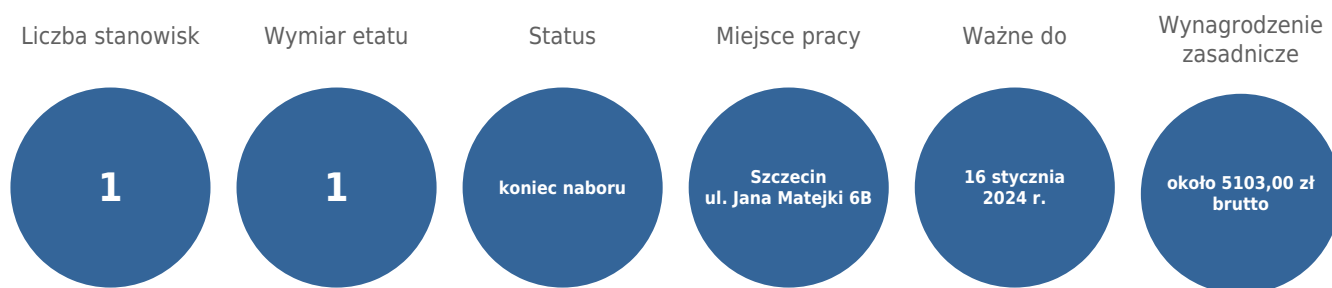 Liczba stanowisk
1
Wymiar etatu
1
Status
koniec naboru
Miejsce pracy
Szczecin
ul. Jana Matejki 6B
Ważne do
16 stycznia
2024 r.
Wynagrodzenie
zasadnicze
około 5103,00 zł
brutto